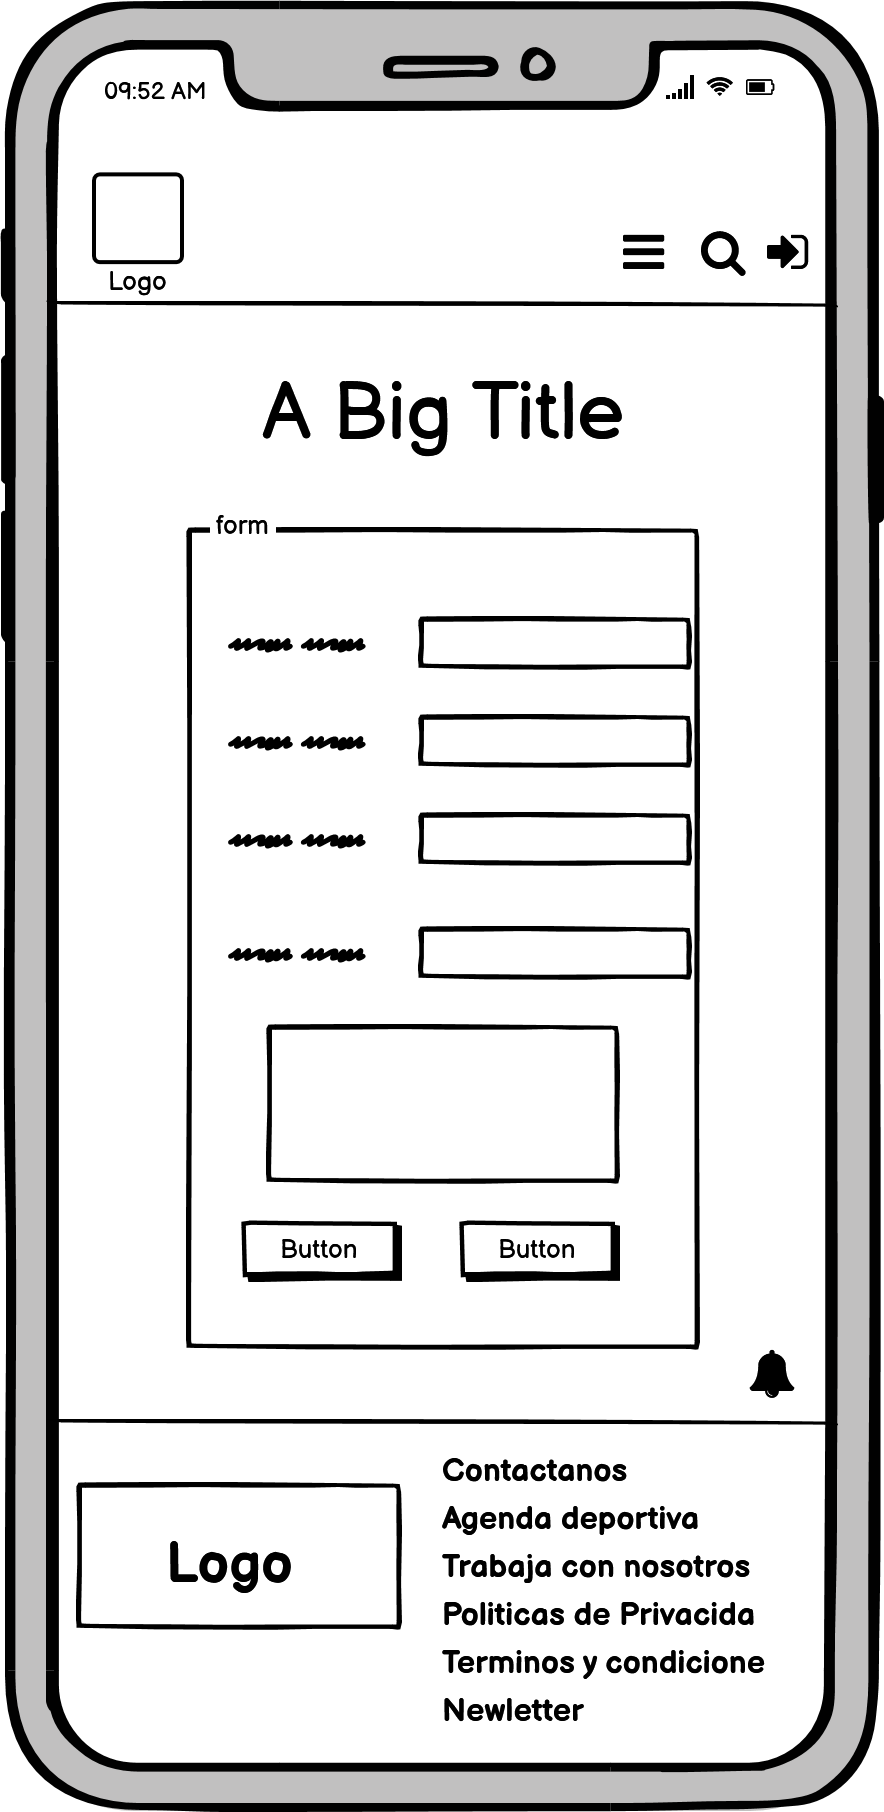 09:52 AM
Logo
A Big Title
form
Button Button
Contactanos
Agenda deportiva
Logo
Trabaja con nosotros
Politicas de Privacida
Terminos y condicione
Newletter